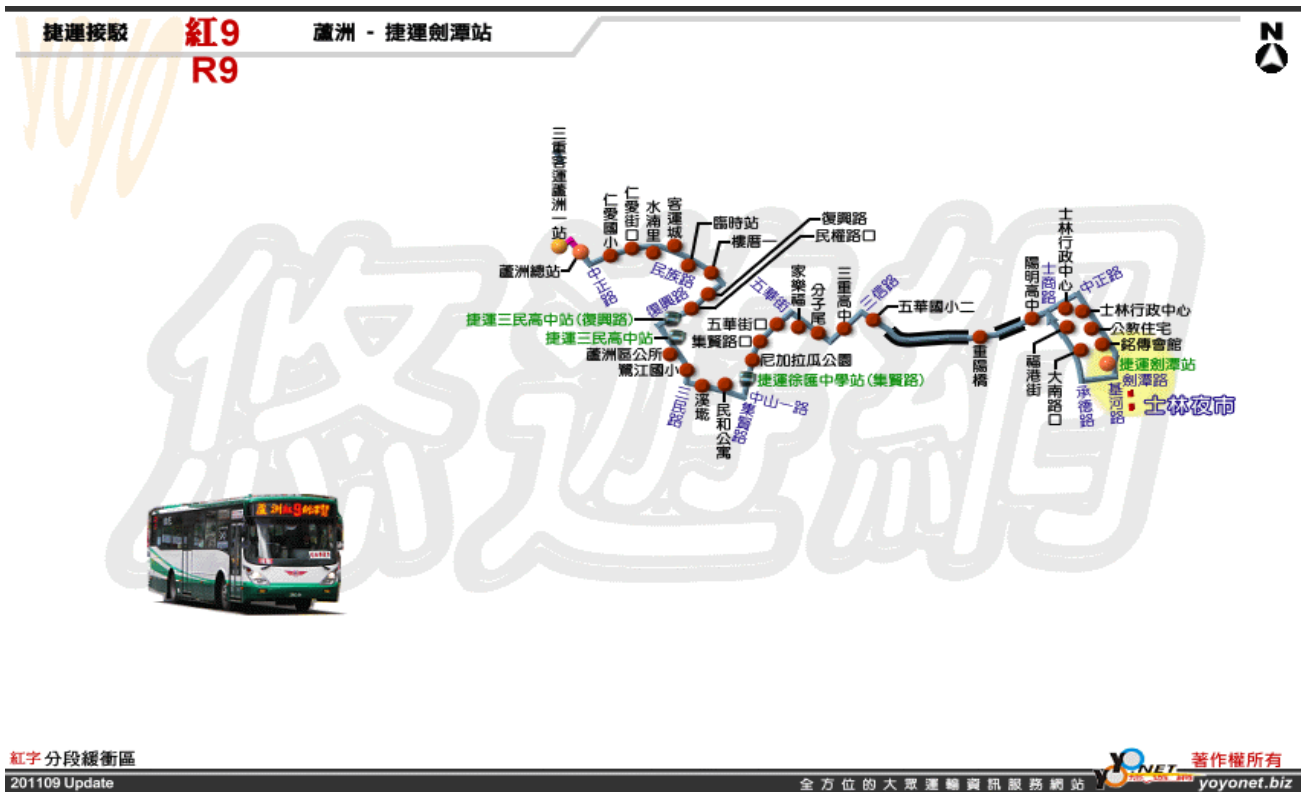 捷運接駁
紅9
R9
蘆洲 - 捷運劍潭站
N
yoyo
三重客運蘆洲一站
蘆洲總站
中正路
仁愛國小
仁愛街口
水湳里
客運城
民族路
臨時站
樓厝一
復興路
民權路口
復興路
捷運三民高中站(復興路)
捷運三民高中站
蘆洲區公所
鷺江國小
三民路
溪墘
民和公寓
集賢路
中山一路
捷運徐匯中學站(集賢路)
尼加拉瓜公園
集賢路口
五華街口
五華街
家樂福
分子尾
三重高中
三信路
五華國小二
重陽橋
陽明高中
士商路
士林行政中心
中正路
士林行政中心
公教住宅
銘傳會館
捷運劍潭站
劍潭路
基河路
士林夜市
承德路
大南路口
福港街
悠遊網
紅字 分段緩衝區
201109 Update
全方位的大眾運輸資訊服務網站
YOYONET
著作權所有
yoyonet.biz